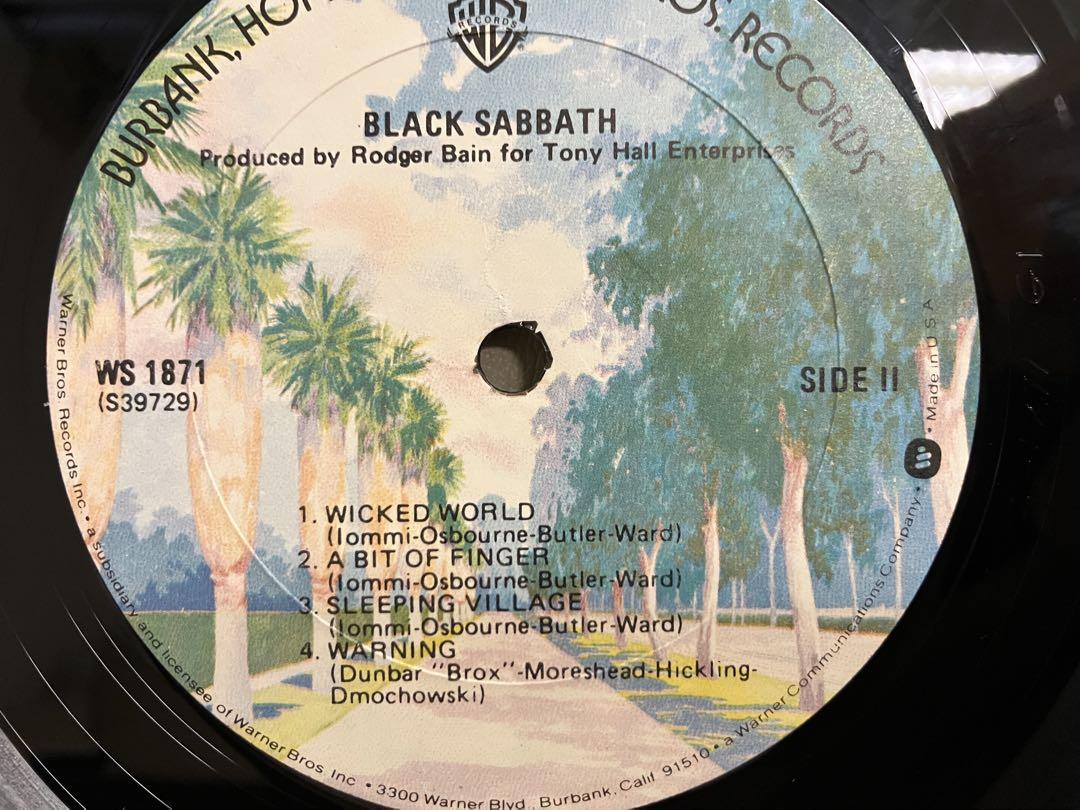 BURBANK, HO
OS. RECORDS
WB
RECORDS
BLACK SABBATH
Produced by Rodger Bain for Tony Hall Enterprises
WS 1871
(S39729)
SIDE II
1. WICKED WORLD
(Iommi-Osbourne-Butler-Ward)
2. A BIT OF FINGER
(Iommi-Osbourne-Butler-Ward)
3. SLEEPING VILLAGE
(Iommi-Osbourne-Butler-Ward)
4. WARNING
(Dunbar "Brox"-Moreshead-Hickling-
Dmochowski)
Warner Bros. Records Inc. • a subsidiary and licensee of Warner Bros. Inc • 3300 Warner Blvd., Burbank, Calif. 91510 • a Warner Communications Company • Made in U S A